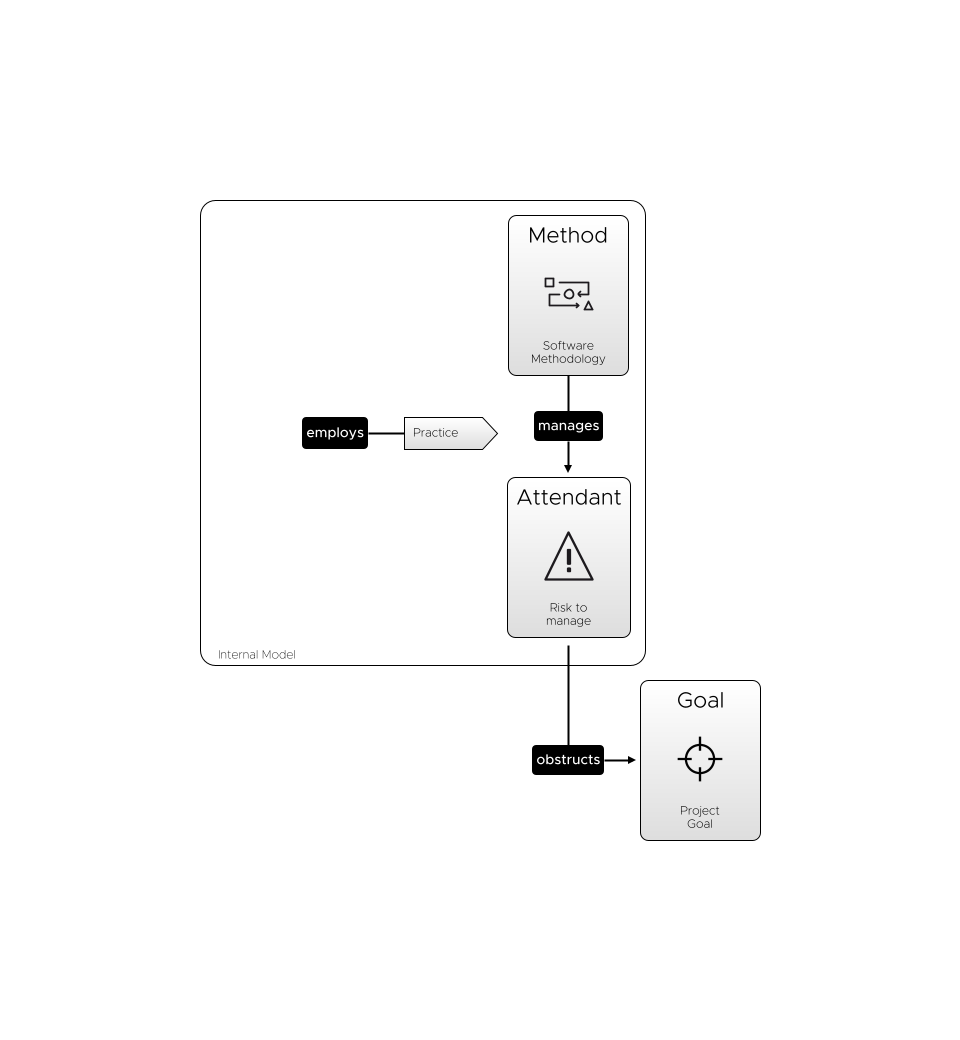 Method
Software
Methodology
employs
Practice
manages
Attendant
Risk to
manage
Internal Model
Goal
obstructs
Project
Goal